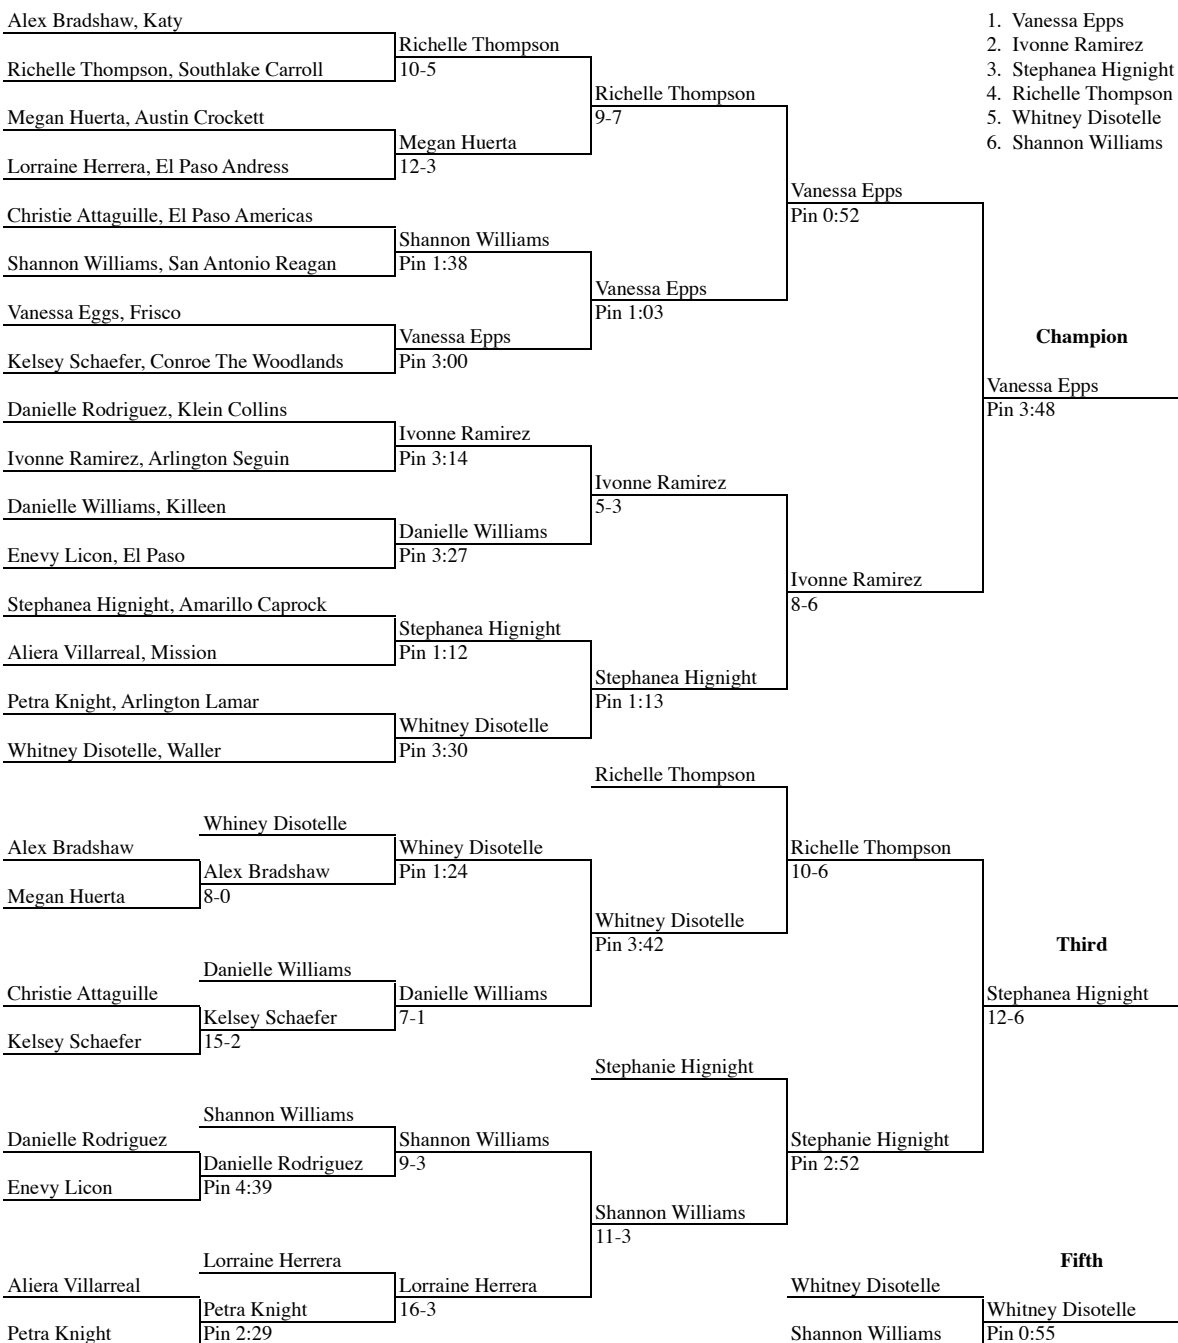 Alex Bradshaw, Katy
Richelle Thompson
Richelle Thompson, Southlake Carroll
10-5
Richelle Thompson
9-7
Megan Huerta, Austin Crockett
Megan Huerta
Lorraine Herrera, El Paso Andress
12-3
Vanessa Epps
Pin 0:52
Christie Attaguille, El Paso Americas
Shannon Williams
Shannon Williams, San Antonio Reagan
Pin 1:38
Vanessa Epps
Pin 1:03
Vanessa Eggs, Frisco
Vanessa Epps
Kelsey Schaefer, Conroe The Woodlands
Pin 3:00
1. Vanessa Epps
2. Ivonne Ramirez
3. Stephanea Hignight
4. Richelle Thompson
5. Whitney Disotelle
6. Shannon Williams
Champion
Vanessa Epps
Pin 3:48
Danielle Rodriguez, Klein Collins
Ivonne Ramirez
Ivonne Ramirez, Arlington Seguin
Pin 3:14
Ivonne Ramirez
5-3
Danielle Williams, Killeen
Danielle Williams
Enevy Licon, El Paso
Pin 3:27
Ivonne Ramirez
8-6
Stephanea Hignight, Amarillo Caprock
Stephanea Hignight
Aliera Villarreal, Mission
Pin 1:12
Stephanea Hignight
Pin 1:13
Petra Knight, Arlington Lamar
Whitney Disotelle
Whitney Disotelle, Waller
Pin 3:30
Richelle Thompson
Whiney Disotelle
Alex Bradshaw
Whiney Disotelle
Richelle Thompson
Alex Bradshaw
Pin 1:24
10-6
Megan Huerta
8-0
Whitney Disotelle
Pin 3:42
Third
Danielle Williams
Christie Attaguille
Danielle Williams
Stephanea Hignight
Kelsey Schaefer
7-1
12-6
Kelsey Schaefer
15-2
Stephanie Hignight
Shannon Williams
Danielle Rodriguez
Shannon Williams
Stephanie Hignight
Danielle Rodriguez
9-3
Pin 2:52
Enevy Licon
Pin 4:39
Shannon Williams
11-3
Lorraine Herrera
Fifth
Aliera Villarreal
Lorraine Herrera
Whitney Disotelle
Petra Knight
16-3
Whitney Disotelle
Petra Knight
Pin 2:29
Shannon Williams
Pin 0:55